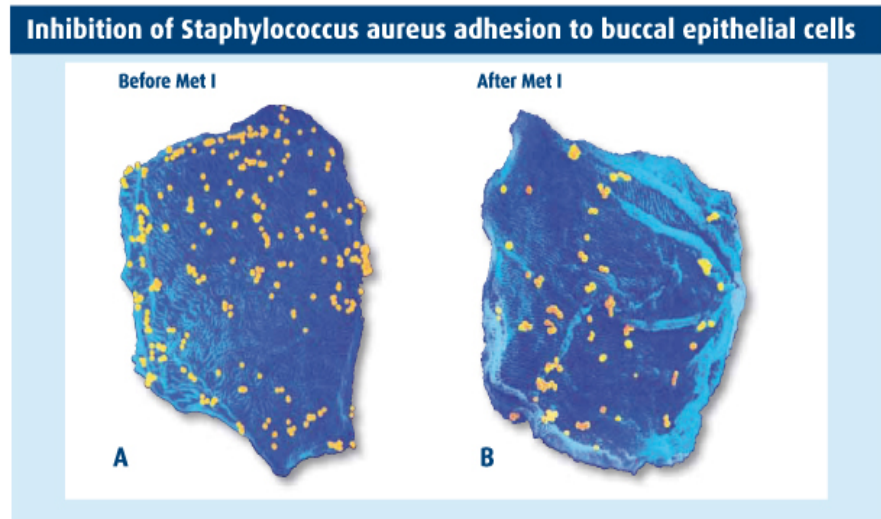 Inhibition of Staphylococcus aureus adhesion to buccal epithelial cells
Before Met I
After Met I
A
B